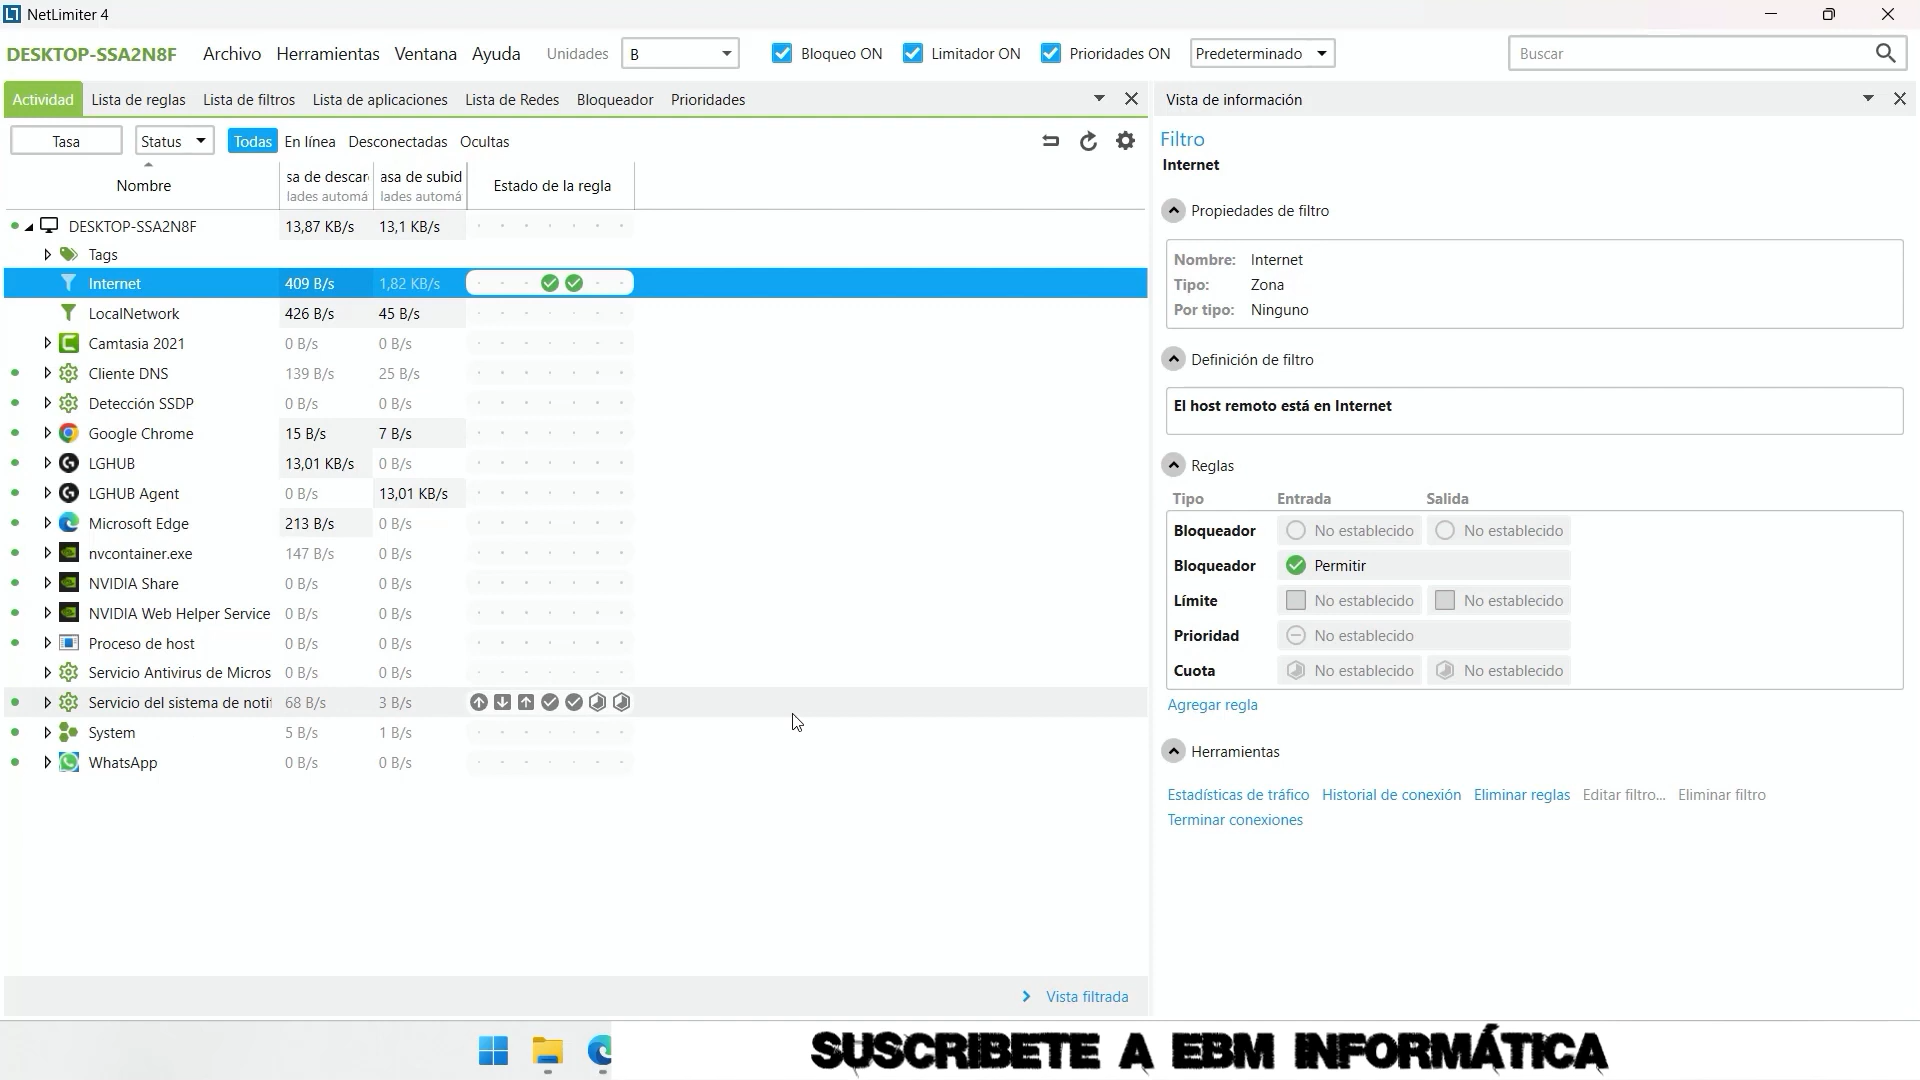 NetLimiter 4
DESKTOP-SSA2N8F Archivo Herramientas Ventana Ayuda Unidades B Bloqueo ON Limitador ON Prioridades ON Predeterminado Buscar
Actividad Lista de reglas Lista de filtros Lista de aplicaciones Lista de Redes Bloqueador Prioridades
Tasa Status Todas En línea Desconectadas Ocultas
Nombre sa de descar asa de subid Estado de la regla
lades automá lades automá
DESKTOP-SSA2N8F 13,87 KB/s 13,1 KB/s
Tags
Internet 409 B/s 1,82 KB/s
LocalNetwork 426 B/s 45 B/s
Camtasia 2021 0 B/s 0 B/s
Cliente DNS 139 B/s 25 B/s
Detección SSDP 0 B/s 0 B/s
Google Chrome 15 B/s 7 B/s
LGHUB 13,01 KB/s 0 B/s
LGHUB Agent 0 B/s 13,01 KB/s
Microsoft Edge 213 B/s 0 B/s
nvcontainer.exe 147 B/s 0 B/s
NVIDIA Share 0 B/s 0 B/s
NVIDIA Web Helper Service 0 B/s 0 B/s
Proceso de host 0 B/s 0 B/s
Servicio Antivirus de Micros 0 B/s 0 B/s
Servicio del sistema de notif 68 B/s 3 B/s
System 5 B/s 1 B/s
WhatsApp 0 B/s 0 B/s
Vista filtrada
Vista de información
Filtro
Internet
Propiedades de filtro
Nombre: Internet
Tipo: Zona
Por tipo: Ninguno
Definición de filtro
El host remoto está en Internet
Reglas
Tipo Entrada Salida
Bloqueador No establecido No establecido
Bloqueador Permitir
Límite No establecido No establecido
Prioridad No establecido
Cuota No establecido No establecido
Agregar regla
Herramientas
Estadísticas de tráfico Historial de conexión Eliminar reglas Editar filtro... Eliminar filtro
Terminar conexiones
SUSCRIBETE A EBM INFORMÁTICA